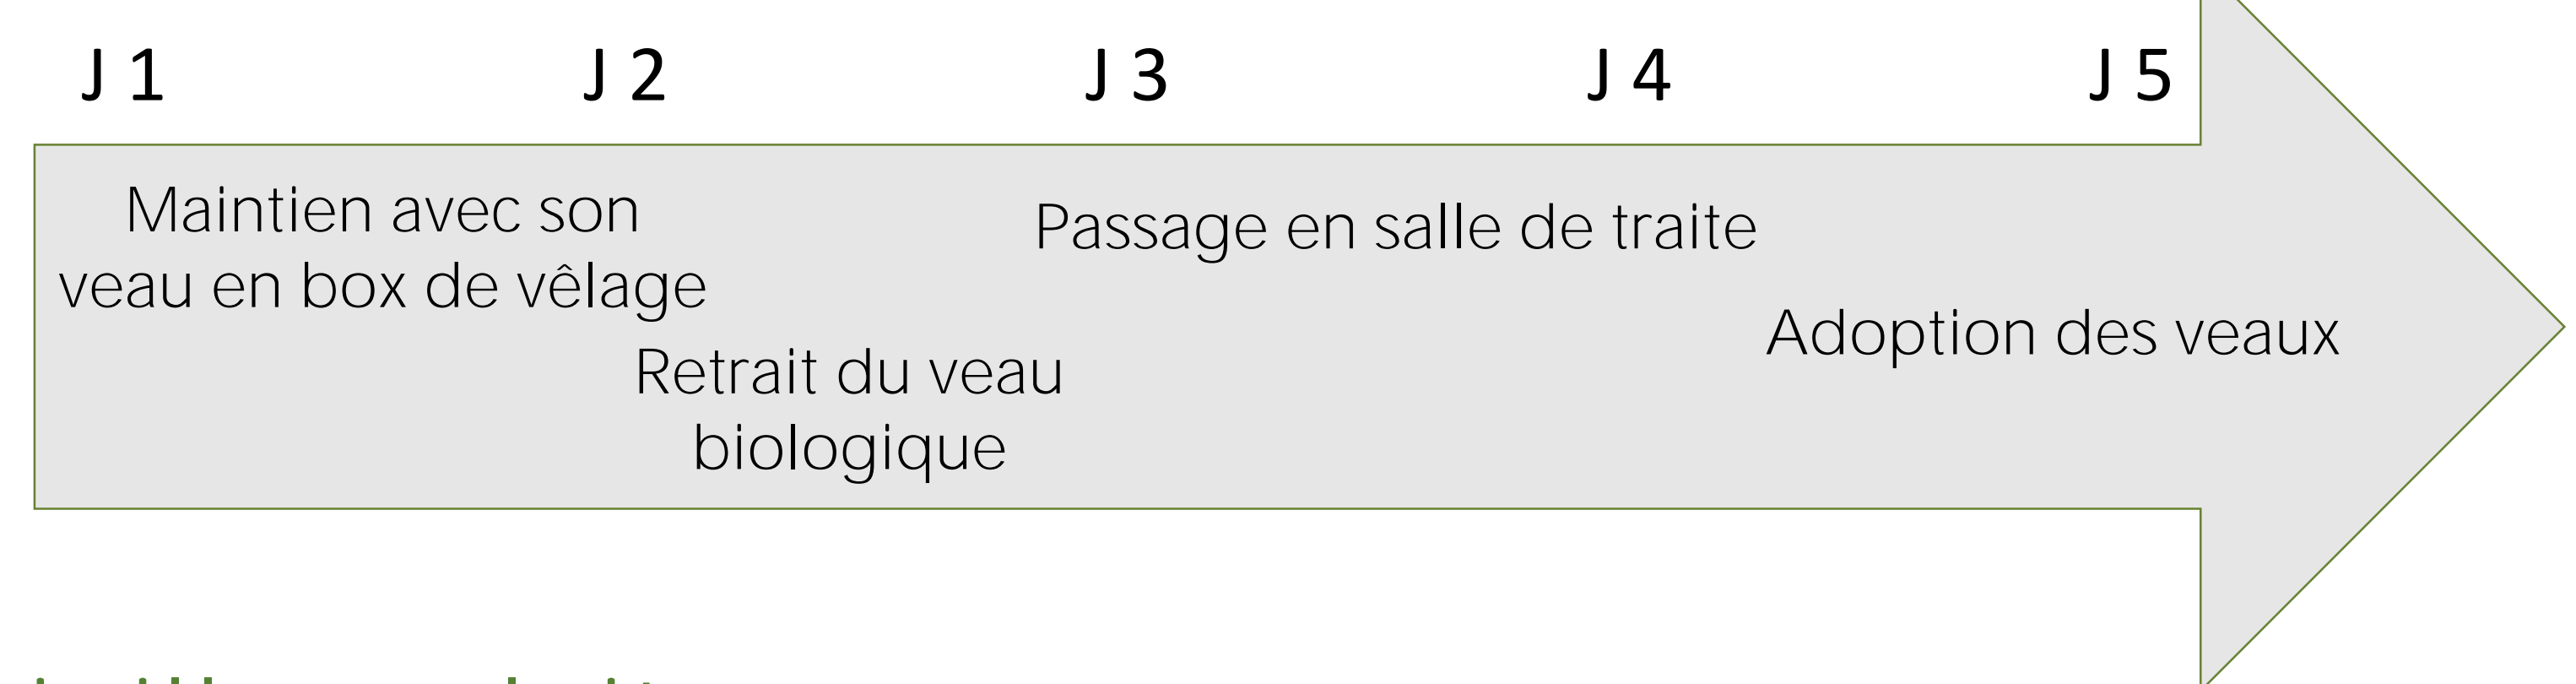 J 1 J 2 J 3 J 4 J 5
Maintien avec son
veau en box de vêlage
Passage en salle de traite
Adoption des veaux
Retrait du veau
biologique